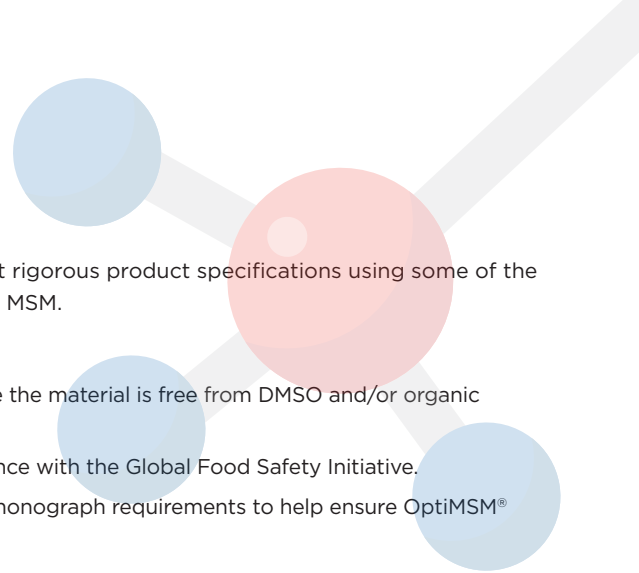 rigorous product specifications using some of the
MSM.
the material is free from DMSO and/or organic
with the Global Food Safety Initiative.
monograph requirements to help ensure OptiMSM®